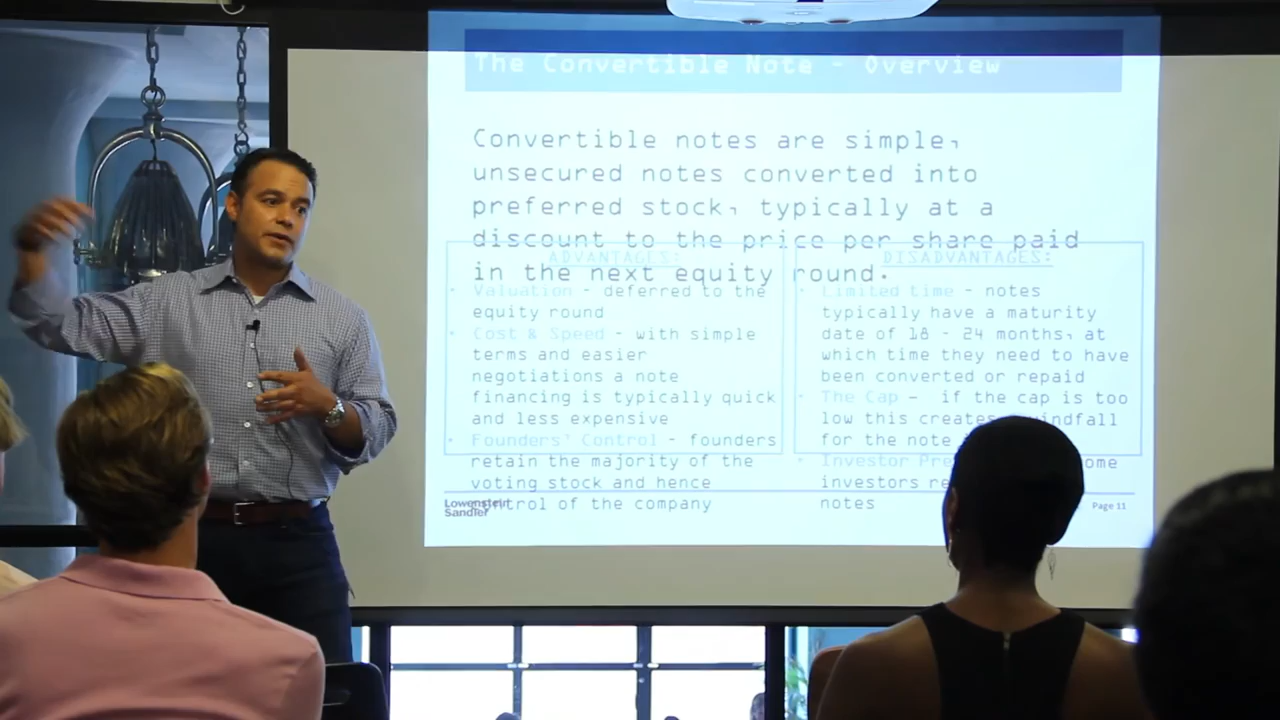 The Convertible Note - Overview
Convertible notes are simple,
unsecured notes converted into
preferred stock, typically at a
discount to the price per share paid
in the next equity round.
ADVANTAGES:
• Valuation - deferred to the
equity round
• Cost & Speed - with simple
terms and easier
negotiations a note
financing is typically quick
and less expensive
• Founders' Control - founders
retain the majority of the
voting stock and hence
control of the company
DISADVANTAGES:
• Limited time - notes
typically have a maturity
date of 18 - 24 months, at
which time they need to have
been converted or repaid
• The Cap - if the cap is too
low this creates windfall
for the note
• Investor
investors
notes
Lowenstein
Sandler
Page 11